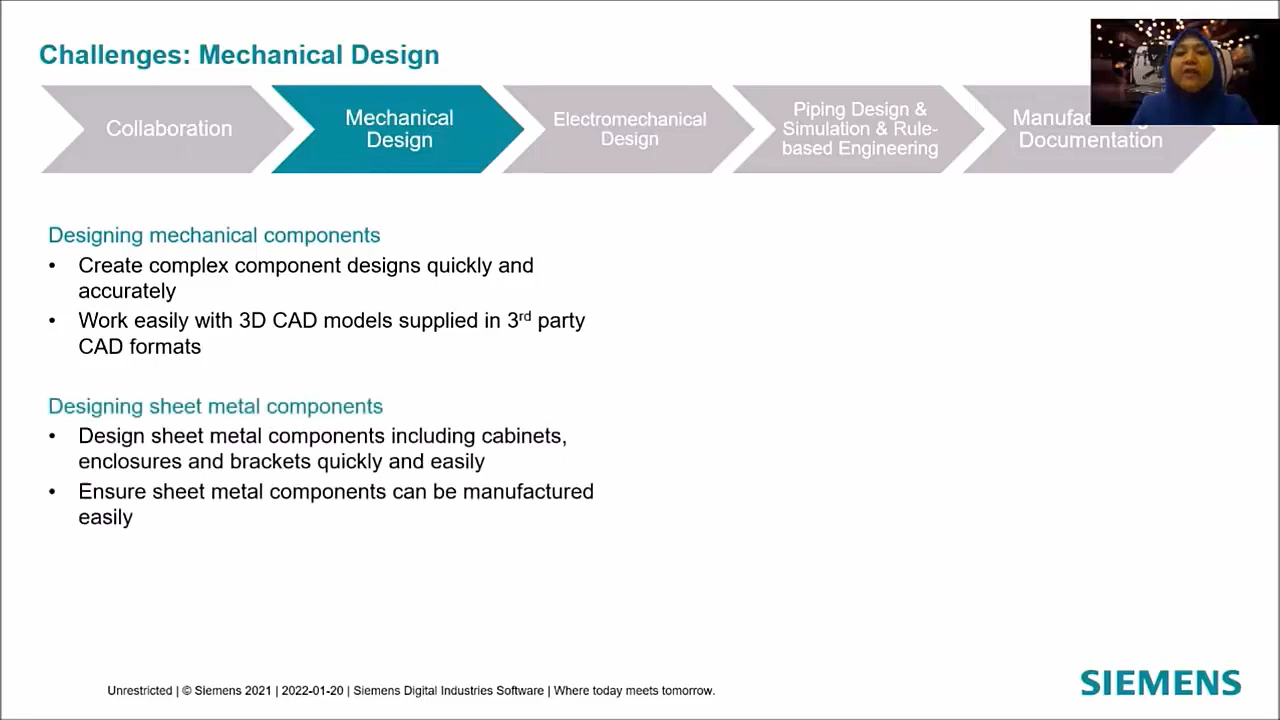 Challenges: Mechanical Design
Collaboration
Mechanical
Design
Electromechanical
Design
Piping Design &
Simulation & Rule-
based Engineering
Documentation
Designing mechanical components
• Create complex component designs quickly and
accurately
• Work easily with 3D CAD models supplied in 3rd party
CAD formats
Designing sheet metal components
• Design sheet metal components including cabinets,
enclosures and brackets quickly and easily
• Ensure sheet metal components can be manufactured
easily
Unrestricted | © Siemens 2021 | 2022-01-20 | Siemens Digital Industries Software | Where today meets tomorrow.
SIEMENS